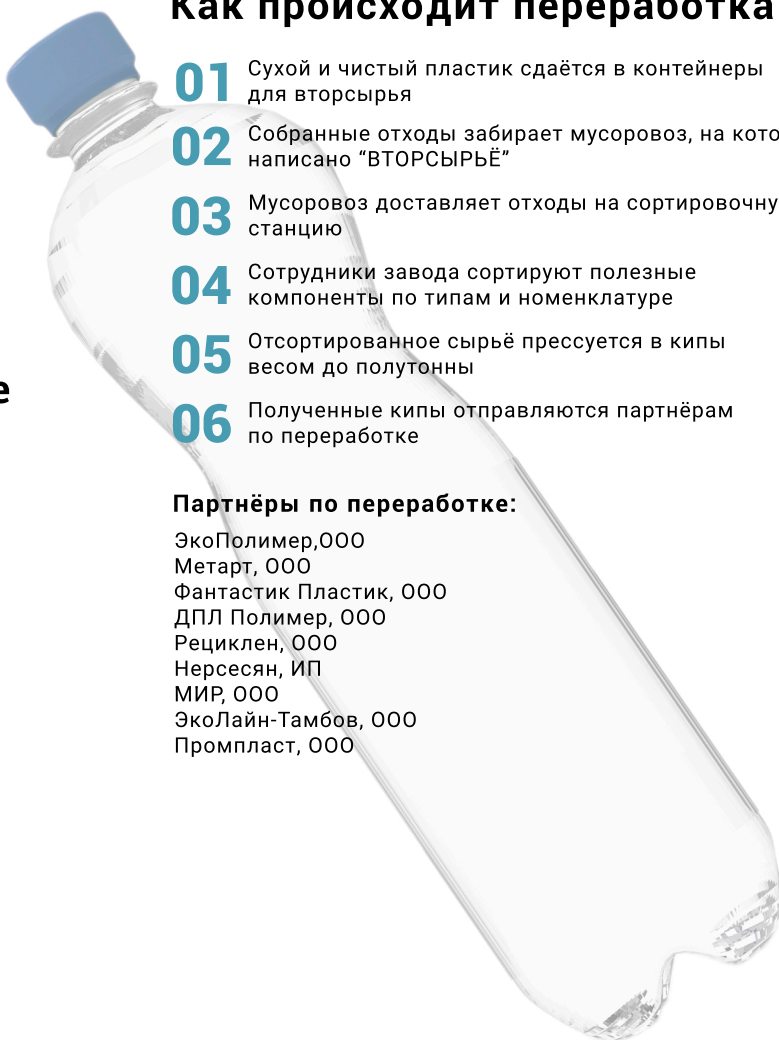 Как происходит переработка
01 Сухой и чистый пластик сдаётся в контейнеры
для вторсырья
02 Собранные отходы забирает мусоровоз, на кото
написано “ВТОРСЫРЬЁ”
03 Мусоровоз доставляет отходы на сортировочну
станцию
04 Сотрудники завода сортируют полезные
компоненты по типам и номенклатуре
05 Отсортированное сырьё прессуется в кипы
весом до полутонны
е
06 Полученные кипы отправляются партнёрам
по переработке
Партнёры по переработке:
ЭкоПолимер,ООО
Метарт, ООО
Фантастик Пластик, ООО
ДПЛ Полимер, ООО
Рециклен, ООО
Нерсесян, ИП
МИР, ООО
ЭкоЛайн-Тамбов, ООО
Промпласт, ООО